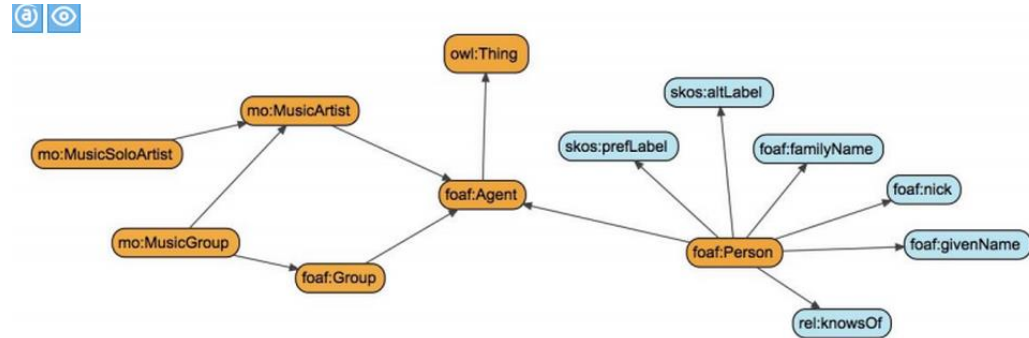 owl:Thing
skos:altLabel
mo:MusicArtist
skos:prefLabel
foaf:familyName
mo:MusicSoloArtist
foaf:Agent
foaf:nick
mo:MusicGroup
foaf:Person
foaf:givenName
foaf:Group
rel:knowsOf